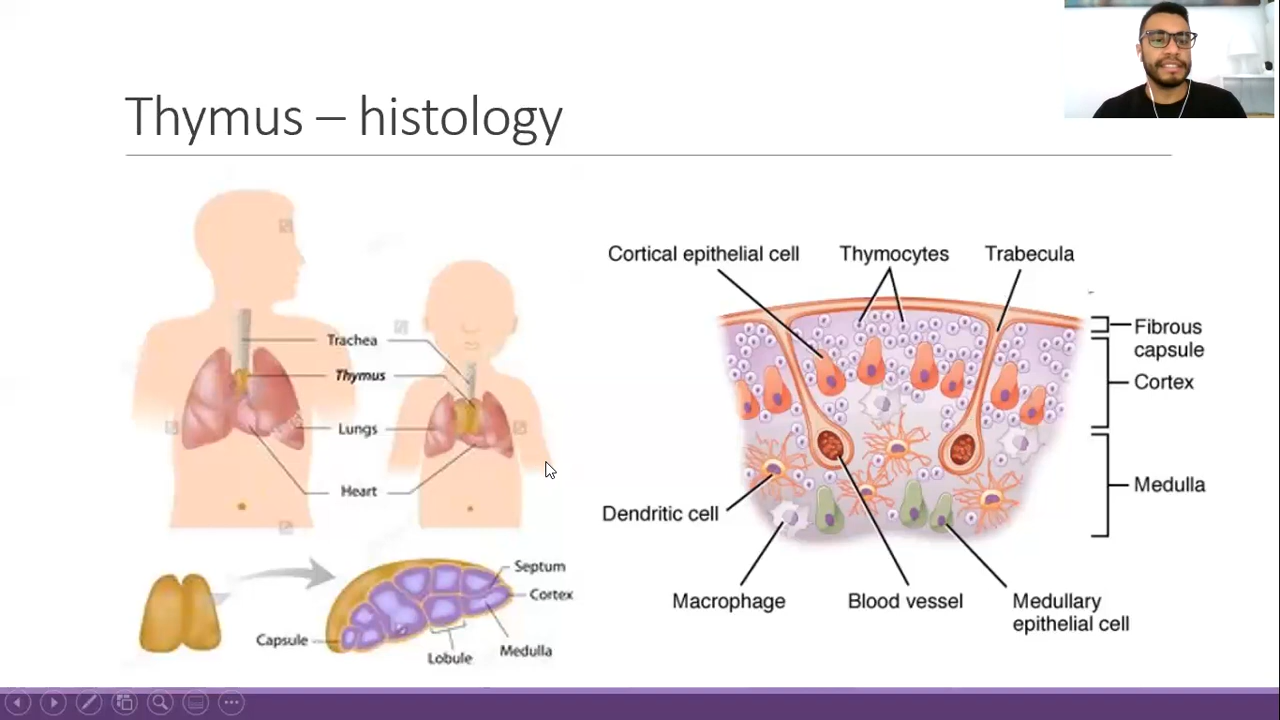 Thymus – histology
Trachea
Thymus
Lungs
Heart
Septum
Cortex
Capsule
Lobule
Medulla
Cortical epithelial cell
Thymocytes
Trabecula
Fibrous
capsule
Cortex
Medulla
Dendritic cell
Macrophage
Blood vessel
Medullary
epithelial cell